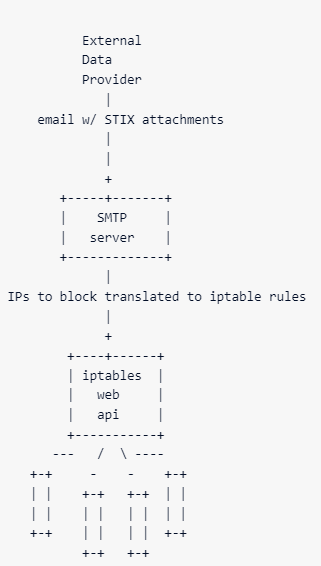 External
Data
Provider
email w/ STIX attachments
SMTP
server
IPs to block translated to iptable rules
iptables
web
api